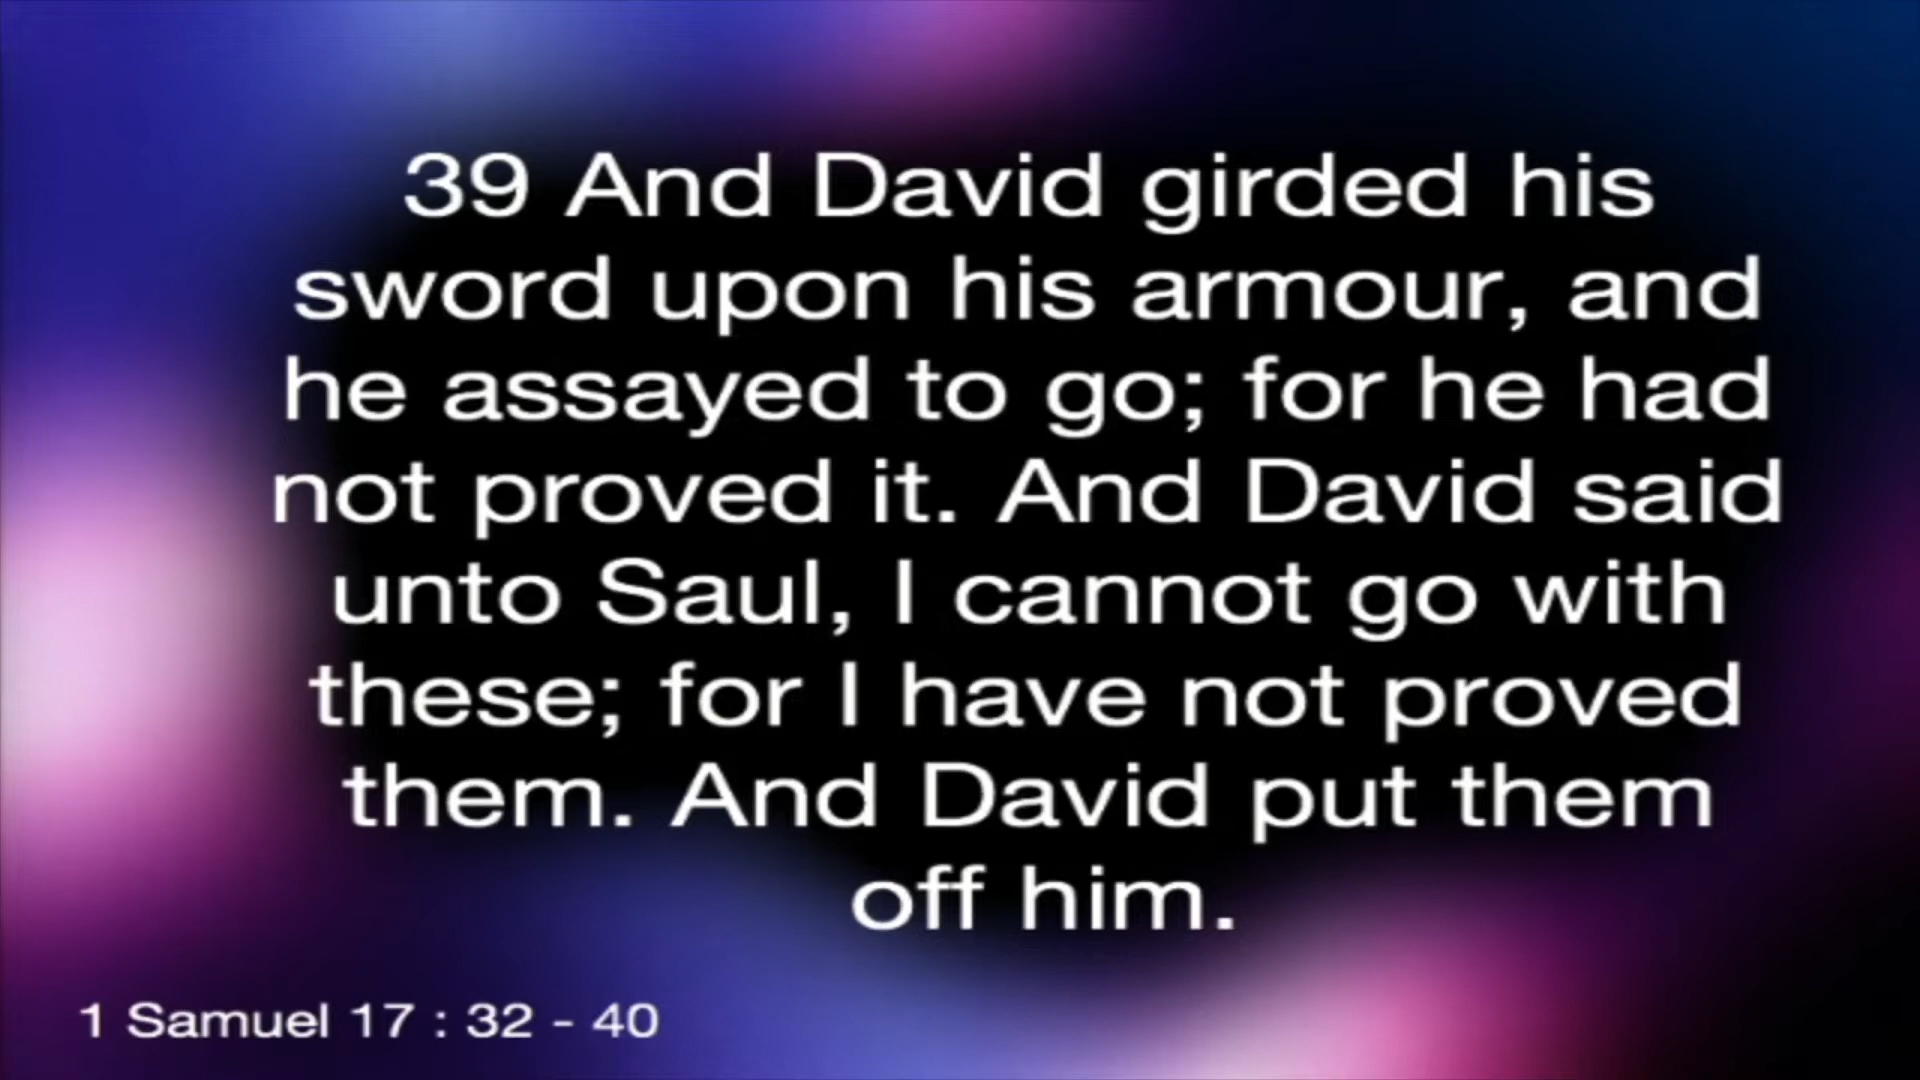 39 And David girded his
sword upon his armour, and
he assayed to go; for he had
not proved it. And David said
unto Saul, I cannot go with
these; for I have not proved
them. And David put them
off him.
1 Samuel 17 : 32 - 40